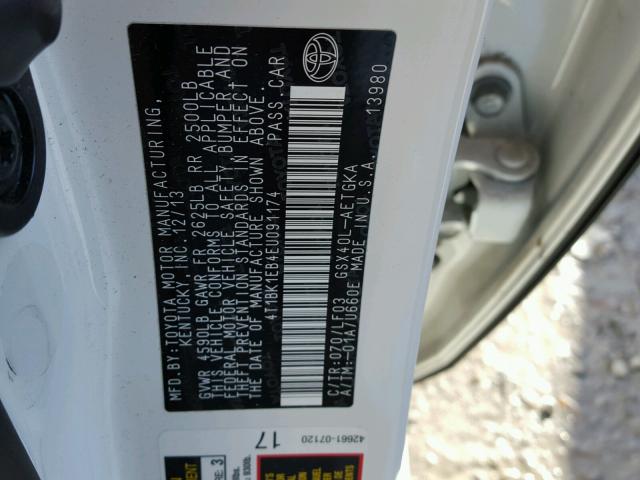 MFD.BY:TOYOTA MOTOR MANUFACTURING,
KENTUCKY, INC. 12/13
GVWR 4590LB GAWR FR 2625LB RR 2500LB
THIS VEHICLE CONFORMS TO ALL APPLICABLE
FEDERAL MOTOR VEHICLE SAFETY, BUMPER AND
THEFT PREVENTION STANDARDS IN EFFECT ON
THE DATE OF MANUFACTURE SHOWN ABOVE.
4T1BK1EB4EU091174 PASS.CAR
C/TR:070/LF03 GSX40L-AETGKA
A/TM:-01A/U660E MADE IN U.S.A. 13980
42661-07120
17